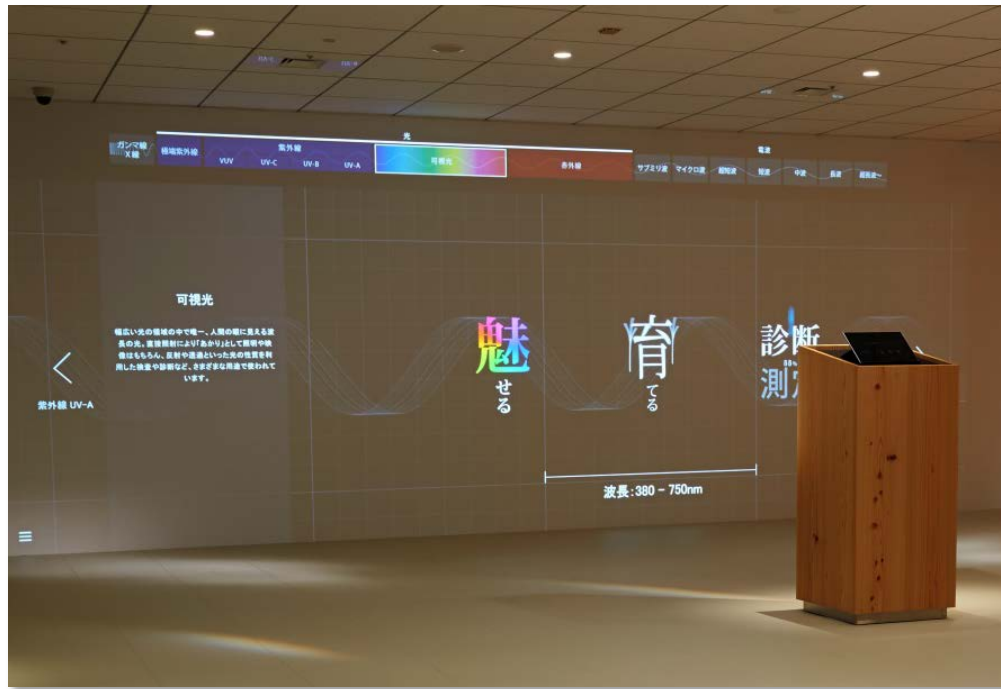 光
電波
ガンマ線
X線
極端紫外線
紫外線
VUV
UV-C
UV-B
UV-A
可視光
赤外線
サブミリ波
マイクロ波
超短波
短波
中波
長波
超長波〜
可視光
幅広い光の領域の中で唯一、人間の眼に見える波
長の光。直接照射により「あかり」として照明や映
像はもちろん、反射や透過といった光の性質を利
用した検査や診断など、さまざまな用途で使われて
います。
紫外線 UV-A
魅せる
育てる
診断
測
波長:380 - 750nm